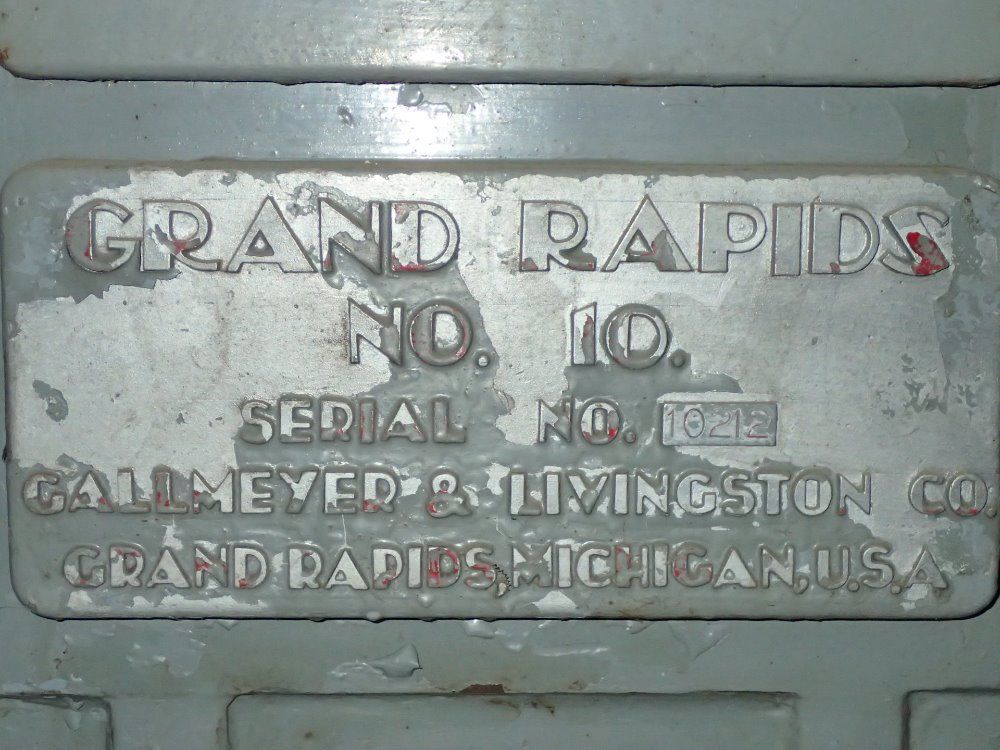 GRAND RAPIDS
NO. 10.
SERIAL NO. 10212
GALLMEYER & LIVINGSTON CO.
GRAND RAPIDS, MICHIGAN, U.S.A